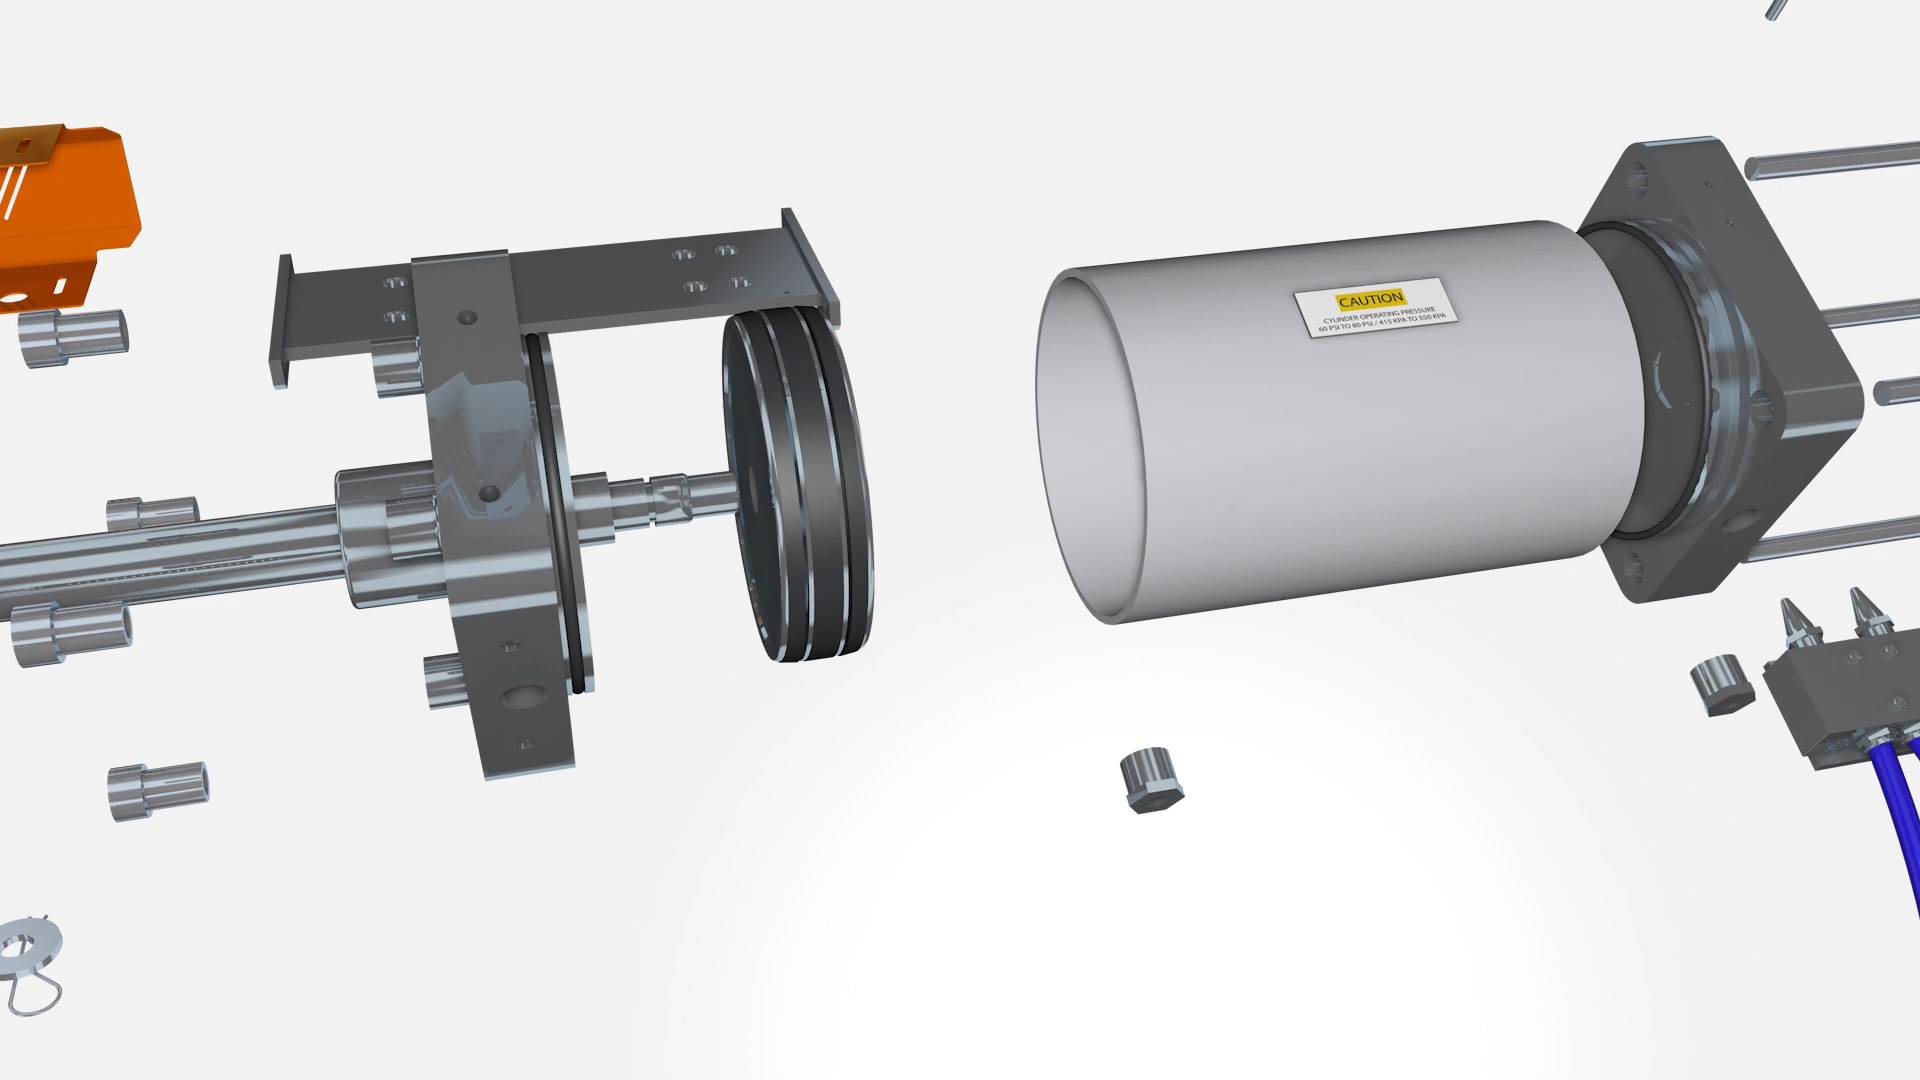 CAUTION
CYLINDER OPERATING PRESSURE
60 PSI TO 80 PSI / 415 KPA TO 550 KPA